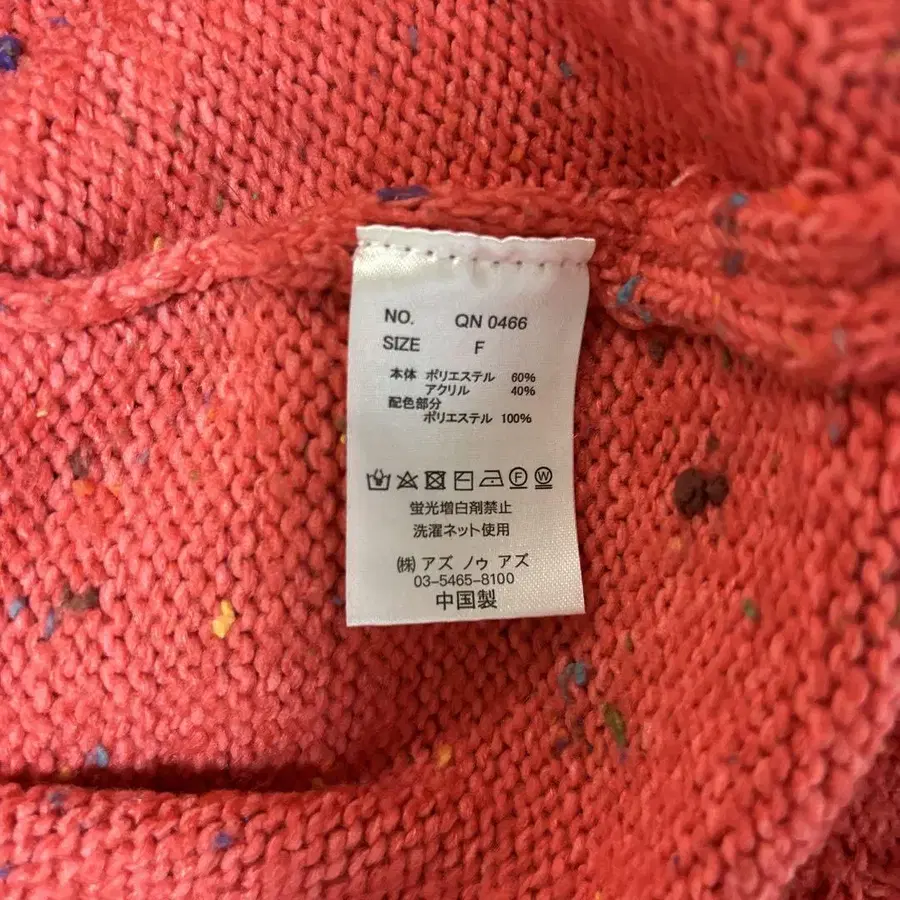 NO. QN 0466
SIZE F
本体 ポリエステル 60%
アクリル 40%
配色部分
ポリエステル 100%
F W
蛍光増白剤禁止
洗濯ネット使用
(株) アズ ノゥ アズ
03-5465-8100
中国製